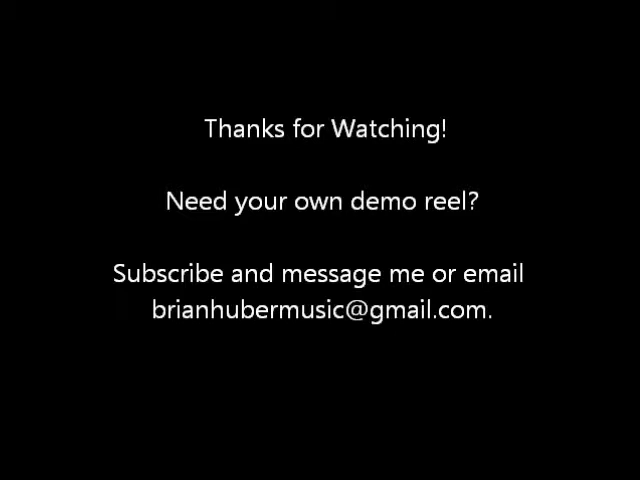 Thanks for Watching!
Need your own demo reel?
Subscribe and message me or email
brianhubermusic@gmail.com.